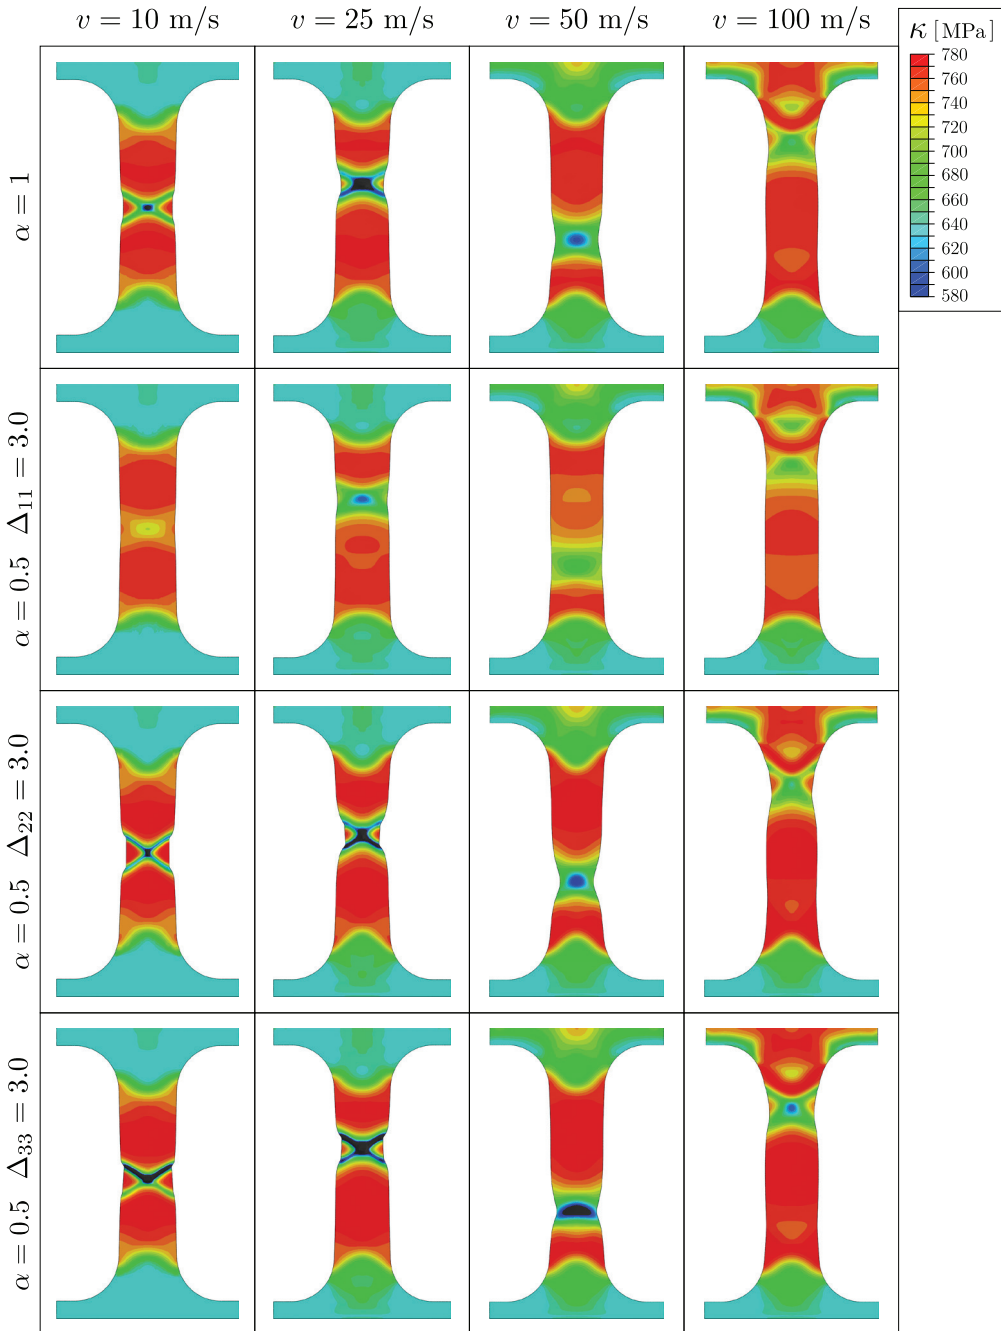 v = 10 m/s
v = 25 m/s
v = 50 m/s
v = 100 m/s
κ [MPa]
780
760
740
720
700
680
660
640
620
600
580
α = 1
α = 0.5 Δ₁₁ = 3.0
α = 0.5 Δ₂₂ = 3.0
α = 0.5 Δ₃₃ = 3.0